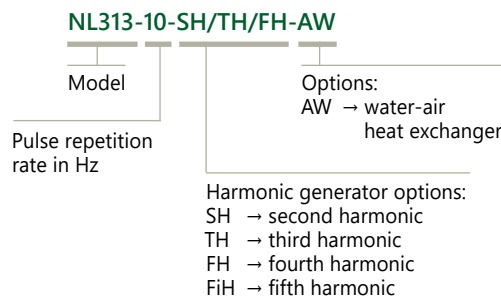 NL313-10-SH/TH/FH-AW
Model
Pulse repetition
rate in Hz
Options:
AW → water-air
heat exchanger
Harmonic generator options:
SH → second harmonic
TH → third harmonic
FH → fourth harmonic
FiH → fifth harmonic